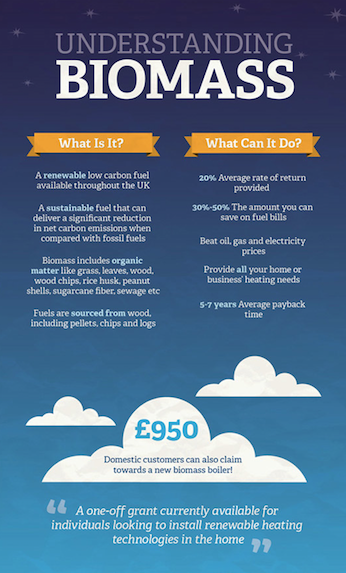 UNDERSTANDING
BIOMASS
What Is It?
A renewable low carbon fuel
available throughout the UK
A sustainable fuel that can
deliver a significant reduction
in net carbon emissions when
compared with fossil fuels
Biomass includes organic
matter like grass, leaves, wood,
wood chips, rice husk, peanut
shells, sugarcane fiber, sewage etc
Fuels are sourced from wood,
including pellets, chips and logs
What Can It Do?
20% Average rate of return
provided
30%-50% The amount you can
save on fuel bills
Beat oil, gas and electricity
prices
Provide all your home or
business' heating needs
5-7 years Average payback
time
£950
Domestic customers can also claim
towards a new biomass boiler!
“ A one-off grant currently available for
individuals looking to install renewable heating
technologies in the home ”